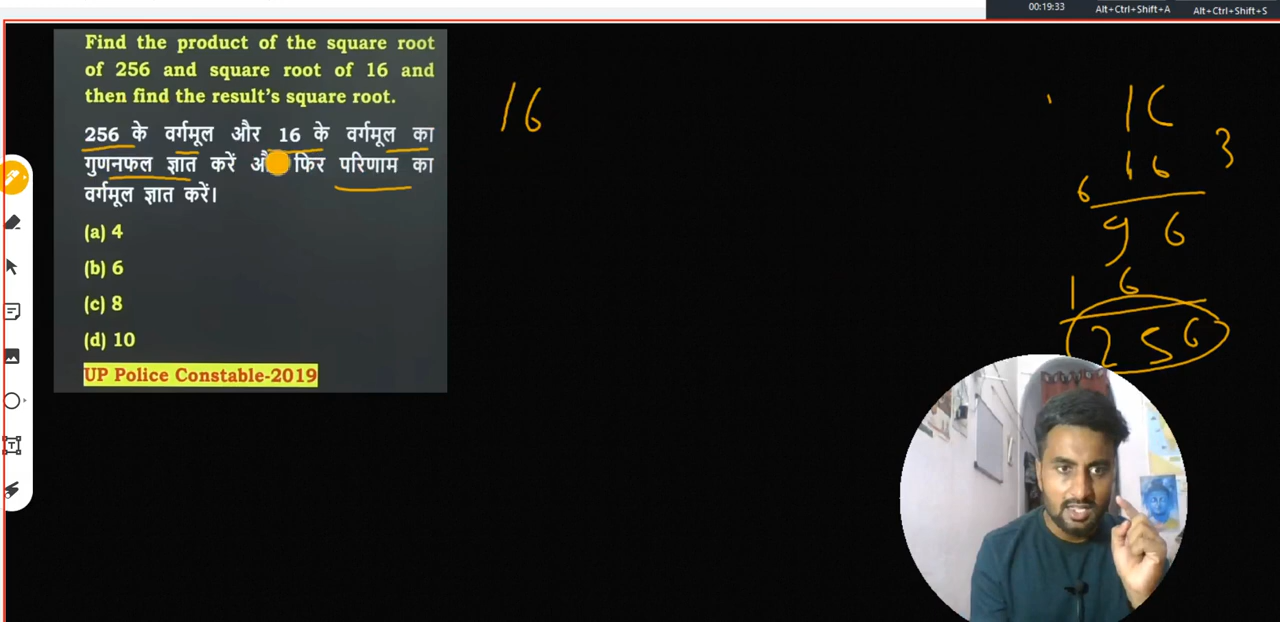 00:19:33 Alt+Ctrl+Shift+A Alt+Ctrl+Shift+S
Find the product of the square root
of 256 and square root of 16 and
then find the result's square root.
256 के वर्गमूल और 16 के वर्गमूल का
गुणनफल ज्ञात करें फिर परिणाम का
वर्गमूल ज्ञात करें।
(a) 4
(b) 6
(c) 8
(d) 10
UP Police Constable-2019
16
16
3
6
96
16
256